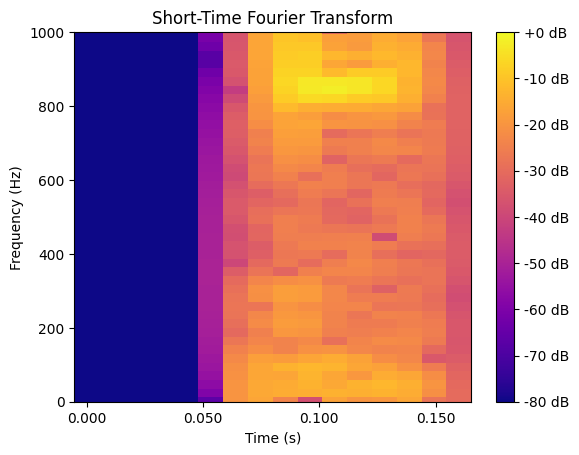 Short-Time Fourier Transform
1000
800
600
400
200
0
Frequency (Hz)
0.000
0.050
0.100
0.150
Time (s)
+0 dB
-10 dB
-20 dB
-30 dB
-40 dB
-50 dB
-60 dB
-70 dB
-80 dB